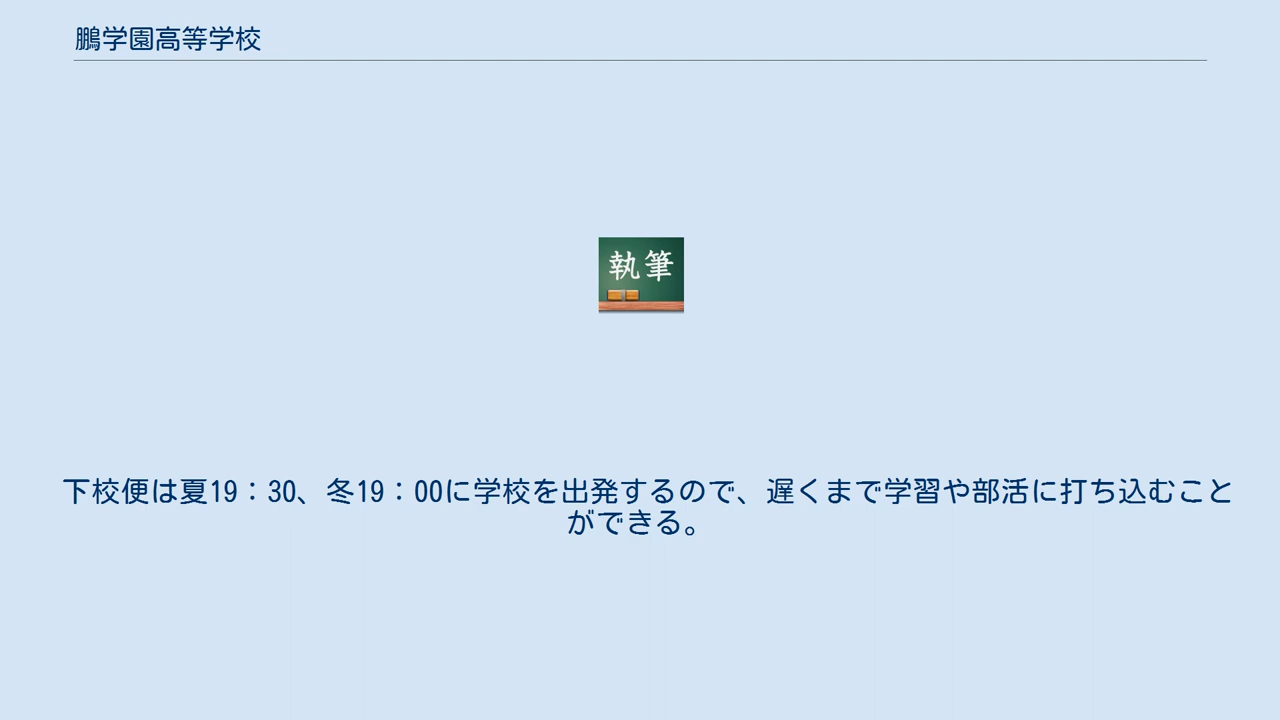 鵬学園高等学校
執筆
下校便は夏19：30、冬19：00に学校を出発するので、遅くまで学習や部活に打ち込むこと
ができる。